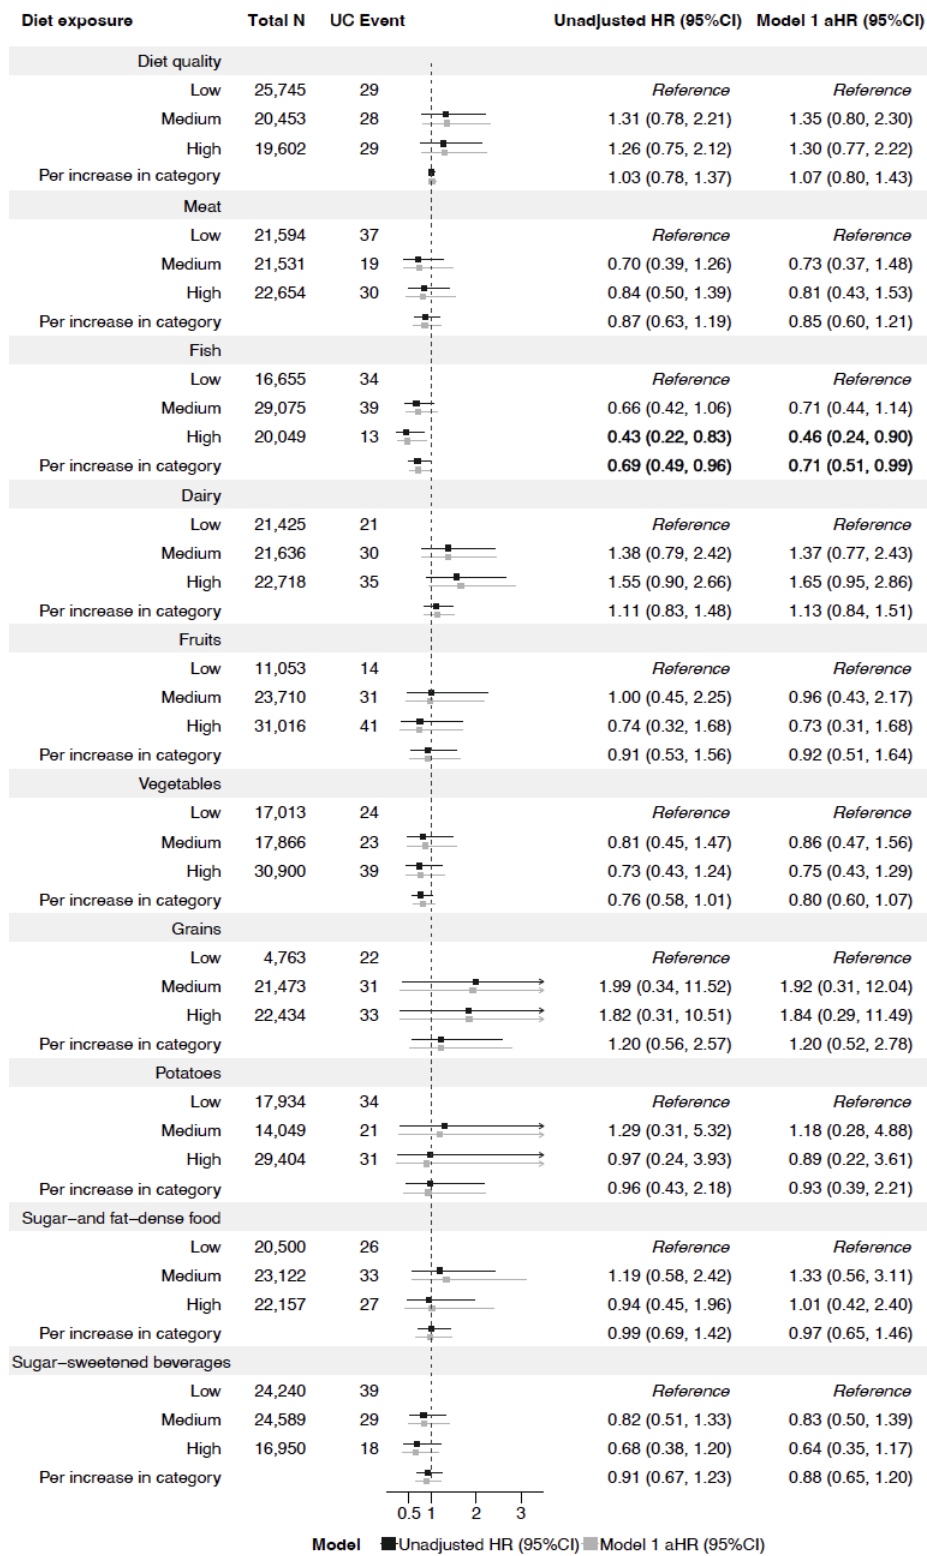 Diet exposure Total N UC Event Unadjusted HR (95%CI) Model 1 aHR (95%CI)
Diet quality
Low 25,745 29 Reference Reference
Medium 20,453 28 1.31 (0.78, 2.21) 1.35 (0.80, 2.30)
High 19,602 29 1.26 (0.75, 2.12) 1.30 (0.77, 2.22)
Per increase in category 1.03 (0.78, 1.37) 1.07 (0.80, 1.43)
Meat
Low 21,594 37 Reference Reference
Medium 21,531 19 0.70 (0.39, 1.26) 0.73 (0.37, 1.48)
High 22,654 30 0.84 (0.50, 1.39) 0.81 (0.43, 1.53)
Per increase in category 0.87 (0.63, 1.19) 0.85 (0.60, 1.21)
Fish
Low 16,655 34 Reference Reference
Medium 29,075 39 0.66 (0.42, 1.06) 0.71 (0.44, 1.14)
High 20,049 13 0.43 (0.22, 0.83) 0.46 (0.24, 0.90)
Per increase in category 0.69 (0.49, 0.96) 0.71 (0.51, 0.99)
Dairy
Low 21,425 21 Reference Reference
Medium 21,636 30 1.38 (0.79, 2.42) 1.37 (0.77, 2.43)
High 22,718 35 1.55 (0.90, 2.66) 1.65 (0.95, 2.86)
Per increase in category 1.11 (0.83, 1.48) 1.13 (0.84, 1.51)
Fruits
Low 11,053 14 Reference Reference
Medium 23,710 31 1.00 (0.45, 2.25) 0.96 (0.43, 2.17)
High 31,016 41 0.74 (0.32, 1.68) 0.73 (0.31, 1.68)
Per increase in category 0.91 (0.53, 1.56) 0.92 (0.51, 1.64)
Vegetables
Low 17,013 24 Reference Reference
Medium 17,866 23 0.81 (0.45, 1.47) 0.86 (0.47, 1.56)
High 30,900 39 0.73 (0.43, 1.24) 0.75 (0.43, 1.29)
Per increase in category 0.76 (0.58, 1.01) 0.80 (0.60, 1.07)
Grains
Low 4,763 22 Reference Reference
Medium 21,473 31 1.99 (0.34, 11.52) 1.92 (0.31, 12.04)
High 22,434 33 1.82 (0.31, 10.51) 1.84 (0.29, 11.49)
Per increase in category 1.20 (0.56, 2.57) 1.20 (0.52, 2.78)
Potatoes
Low 17,934 34 Reference Reference
Medium 14,049 21 1.29 (0.31, 5.32) 1.18 (0.28, 4.88)
High 29,404 31 0.97 (0.24, 3.93) 0.89 (0.22, 3.61)
Per increase in category 0.96 (0.43, 2.18) 0.93 (0.39, 2.21)
Sugar–and fat–dense food
Low 20,500 26 Reference Reference
Medium 23,122 33 1.19 (0.58, 2.42) 1.33 (0.56, 3.11)
High 22,157 27 0.94 (0.45, 1.96) 1.01 (0.42, 2.40)
Per increase in category 0.99 (0.69, 1.42) 0.97 (0.65, 1.46)
Sugar–sweetened beverages
Low 24,240 39 Reference Reference
Medium 24,589 29 0.82 (0.51, 1.33) 0.83 (0.50, 1.39)
High 16,950 18 0.68 (0.38, 1.20) 0.64 (0.35, 1.17)
Per increase in category 0.91 (0.67, 1.23) 0.88 (0.65, 1.20)
0.5 1 2 3
Model Unadjusted HR (95%CI) Model 1 aHR (95%CI)